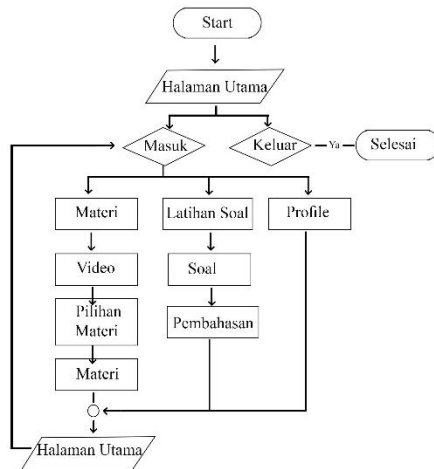 Start
Halaman Utama
Masuk
Keluar
Ya
Selesai
Materi
Latihan Soal
Profile
Video
Soal
Pilihan
Materi
Pembahasan
Materi
Halaman Utama